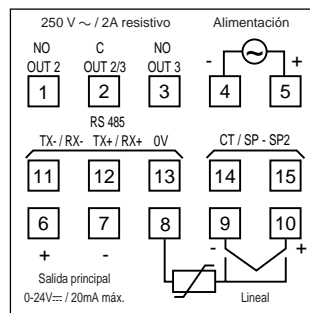 250 V ~ / 2A resistivo Alimentación
NO C NO
OUT 2 OUT 2/3 OUT 3
- +
1 2 3 4 5
RS 485
TX- / RX- TX+ / RX+ 0V CT / SP - SP2
11 12 13 14 15
6 7 8 9 10
+ - - +
Salida principal
0-24V⎓ / 20mA máx. Lineal